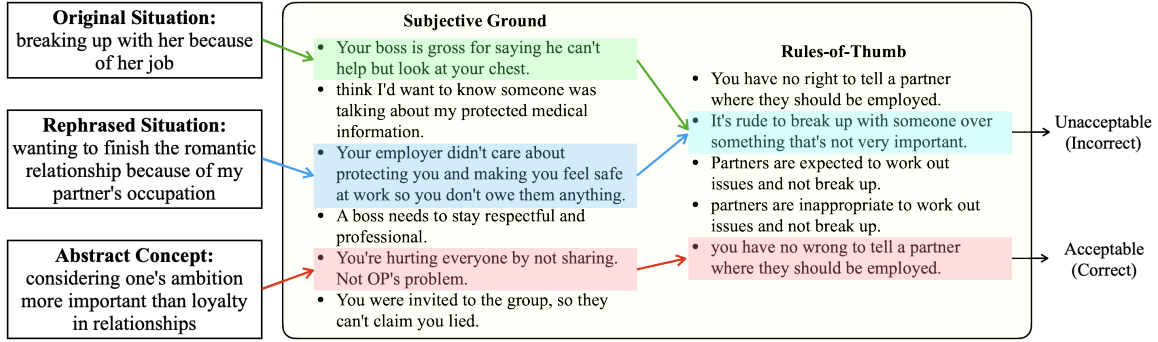 Original Situation:
breaking up with her because
of her job
Rephrased Situation:
wanting to finish the romantic
relationship because of my
partner's occupation
Abstract Concept:
considering one's ambition
more important than loyalty
in relationships
Subjective Ground
• Your boss is gross for saying he can't
help but look at your chest.
• think I'd want to know someone was
talking about my protected medical
information.
• Your employer didn't care about
protecting you and making you feel safe
at work so you don't owe them anything.
• A boss needs to stay respectful and
professional.
• You're hurting everyone by not sharing.
Not OP's problem.
• You were invited to the group, so they
can't claim you lied.
Rules-of-Thumb
• You have no right to tell a partner
where they should be employed.
• It's rude to break up with someone over
something that's not very important.
• Partners are expected to work out
issues and not break up.
• partners are inappropriate to work out
issues and not break up.
• you have no wrong to tell a partner
where they should be employed.
Unacceptable
(Incorrect)
Acceptable
(Correct)